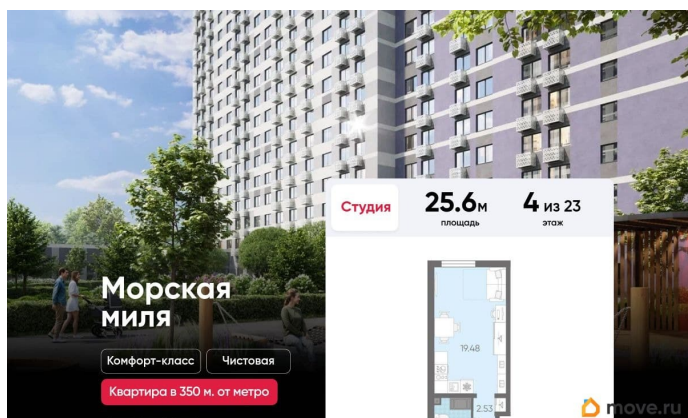 Студия
25.6м
площадь
4 из 23
этаж
Морская
миля
Комфорт-класс
Чистовая
Квартира в 350 м. от метро
19.48
2.53
move.ru